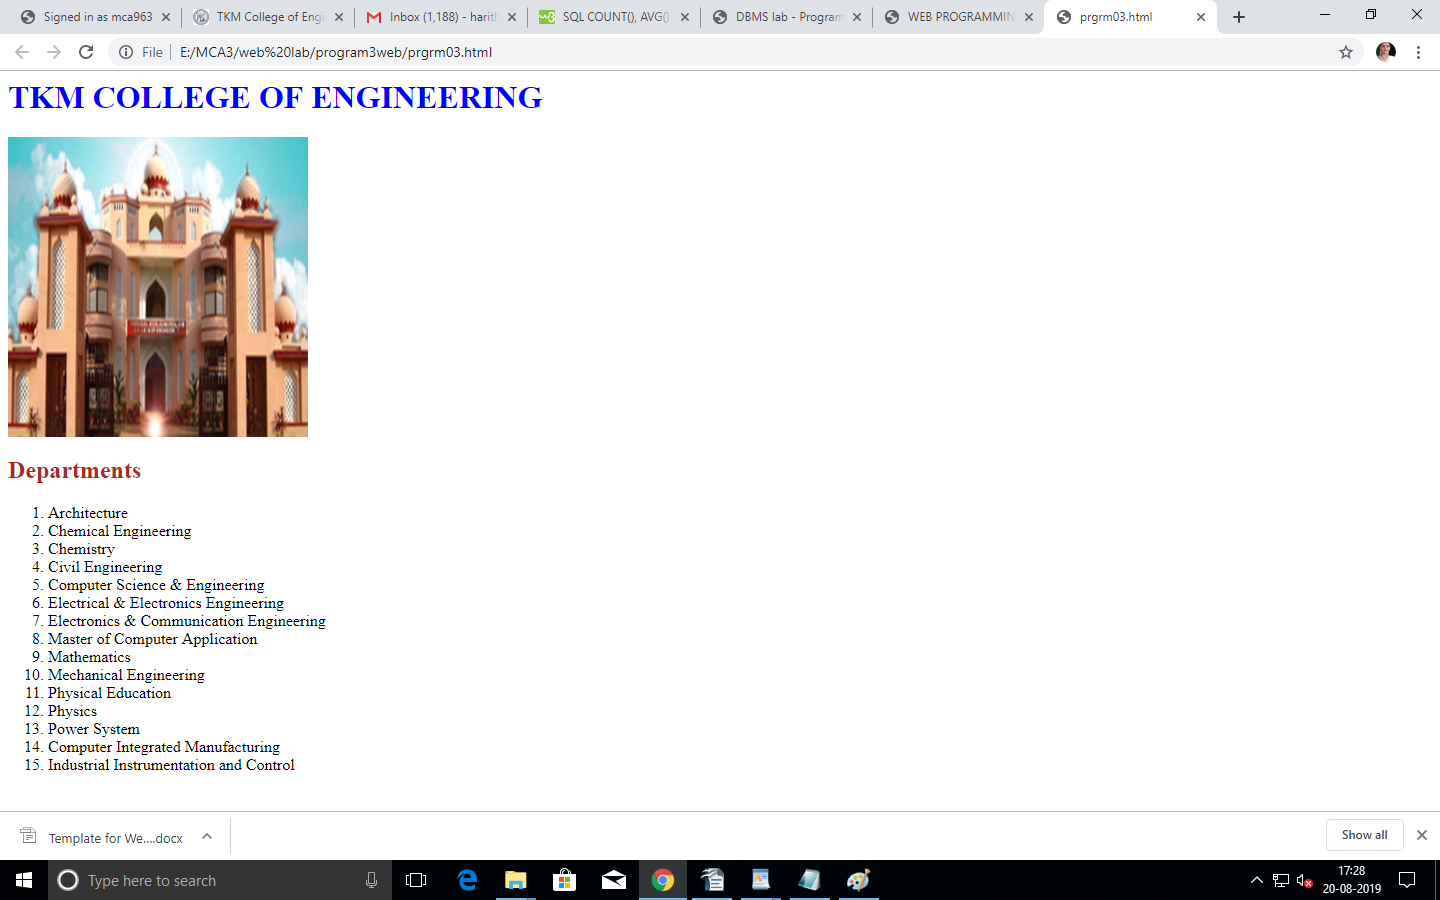 Signed in as mca963
TKM College of Engi
Inbox (1,188) - harith
SQL COUNT(), AVG()
DBMS lab - Program
WEB PROGRAMMIN
prgrm03.html
File
E:/MCA3/web%20lab/program3web/prgrm03.html
TKM COLLEGE OF ENGINEERING
Departments
1. Architecture
2. Chemical Engineering
3. Chemistry
4. Civil Engineering
5. Computer Science & Engineering
6. Electrical & Electronics Engineering
7. Electronics & Communication Engineering
8. Master of Computer Application
9. Mathematics
10. Mechanical Engineering
11. Physical Education
12. Physics
13. Power System
14. Computer Integrated Manufacturing
15. Industrial Instrumentation and Control
Template for We....docx
Show all
Type here to search
17:28
20-08-2019